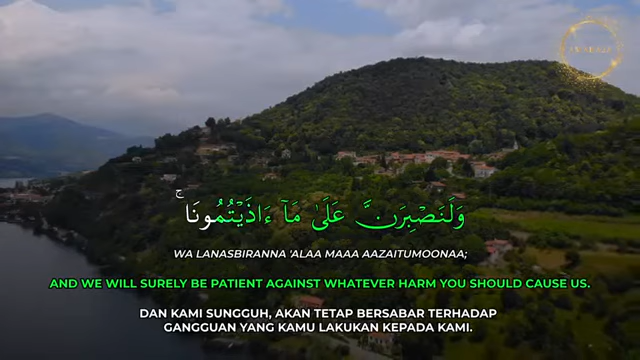 وَلَنَصْبِرَنَّ عَلَىٰ مَآ ءَاذَيْتُمُونَا ۚ
WA LANASBIRANNA 'ALAA MAAA AAZAITUMOONAA;
AND WE WILL SURELY BE PATIENT AGAINST WHATEVER HARM YOU SHOULD CAUSE US.
DAN KAMI SUNGGUH, AKAN TETAP BERSABAR TERHADAP
GANGGUAN YANG KAMU LAKUKAN KEPADA KAMI.